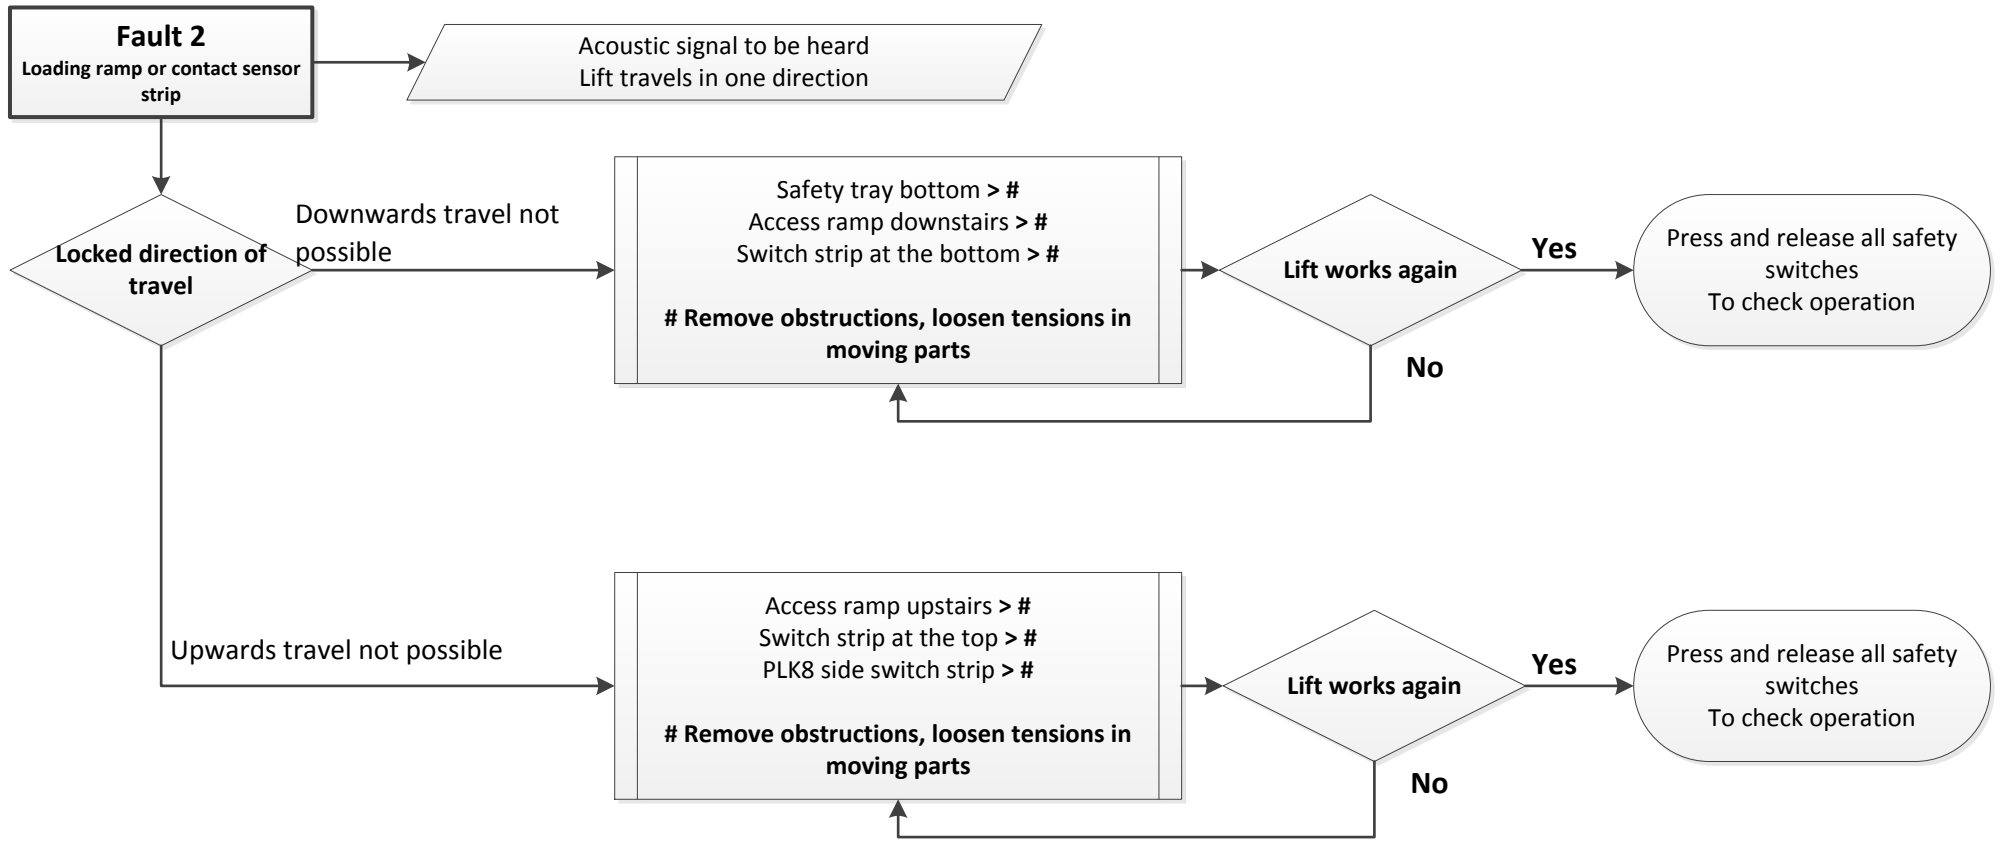 Fault 2
Loading ramp or contact sensor
strip
Acoustic signal to be heard
Lift travels in one direction
Locked direction of
travel
Downwards travel not
possible
Safety tray bottom > #
Access ramp downstairs > #
Switch strip at the bottom > #
# Remove obstructions, loosen tensions in
moving parts
Lift works again
Yes
No
Press and release all safety
switches
To check operation
Upwards travel not possible
Access ramp upstairs > #
Switch strip at the top > #
PLK8 side switch strip > #
# Remove obstructions, loosen tensions in
moving parts
Lift works again
Yes
No
Press and release all safety
switches
To check operation